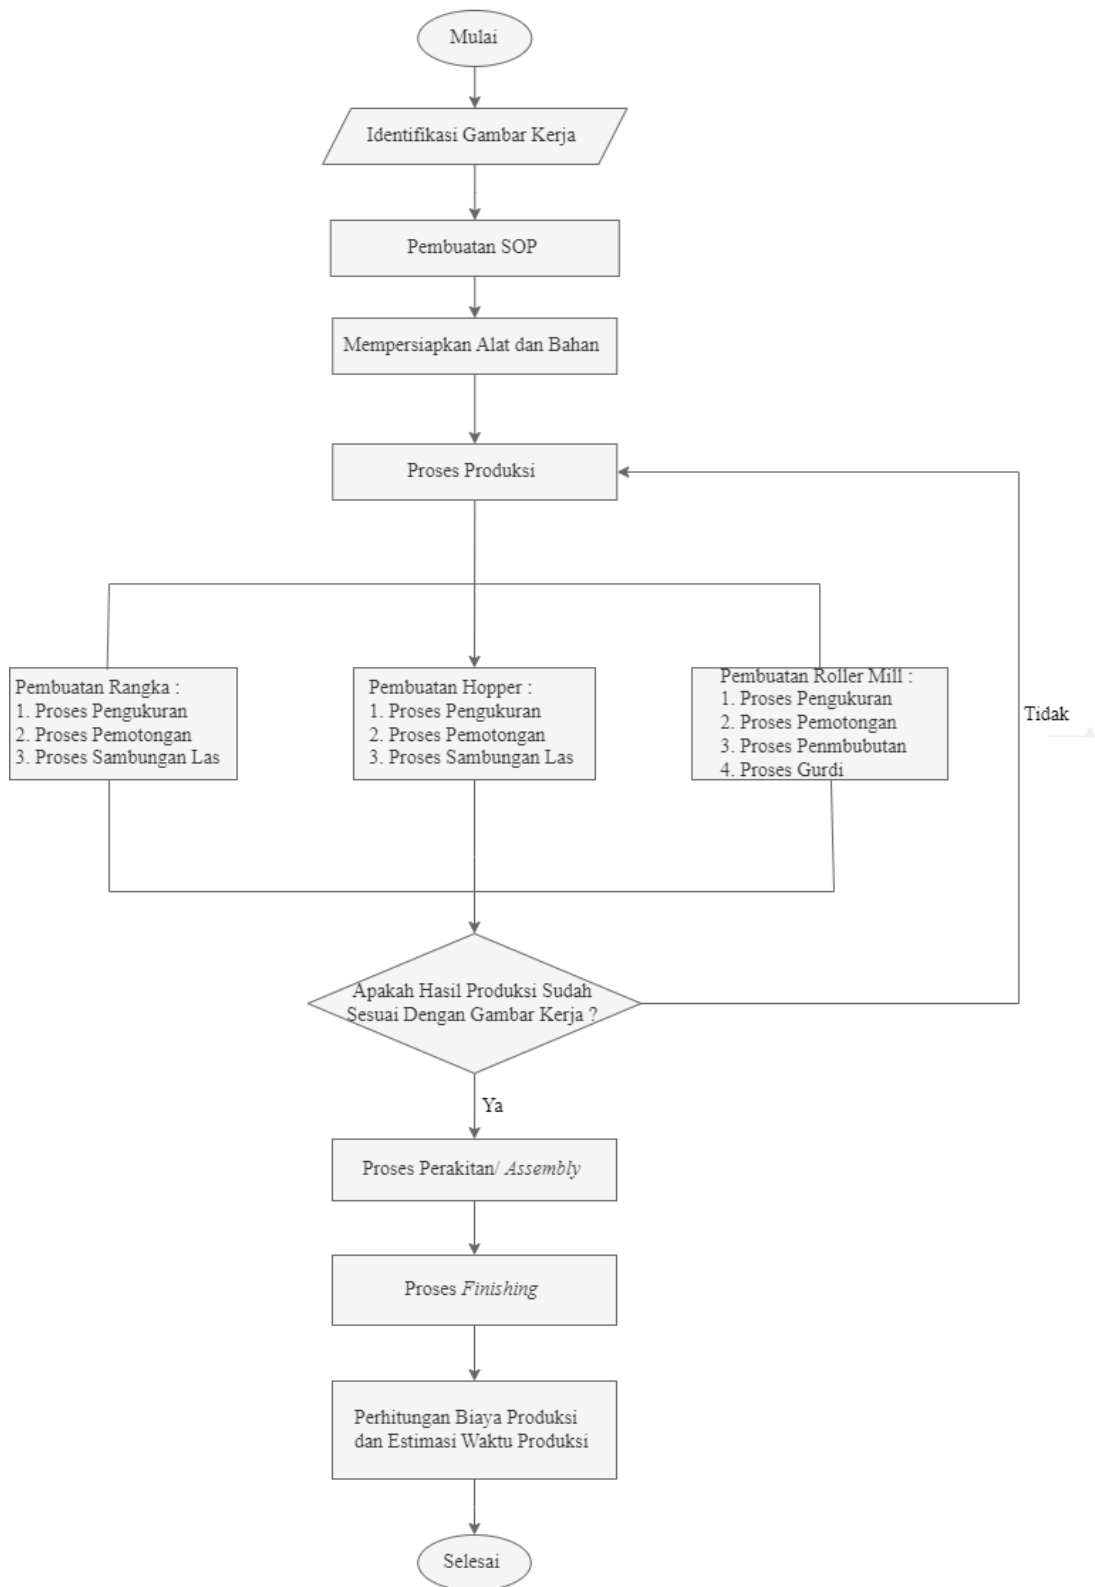 Mulai
Identifikasi Gambar Kerja
Pembuatan SOP
Mempersiapkan Alat dan Bahan
Proses Produksi
Pembuatan Rangka :
1. Proses Pengukuran
2. Proses Pemotongan
3. Proses Sambungan Las
Pembuatan Hopper :
1. Proses Pengukuran
2. Proses Pemotongan
3. Proses Sambungan Las
Pembuatan Roller Mill :
1. Proses Pengukuran
2. Proses Pemotongan
3. Proses Penmbubutan
4. Proses Gurdi
Tidak
Apakah Hasil Produksi Sudah
Sesuai Dengan Gambar Kerja ?
Ya
Proses Perakitan/ Assembly
Proses Finishing
Perhitungan Biaya Produksi
dan Estimasi Waktu Produksi
Selesai